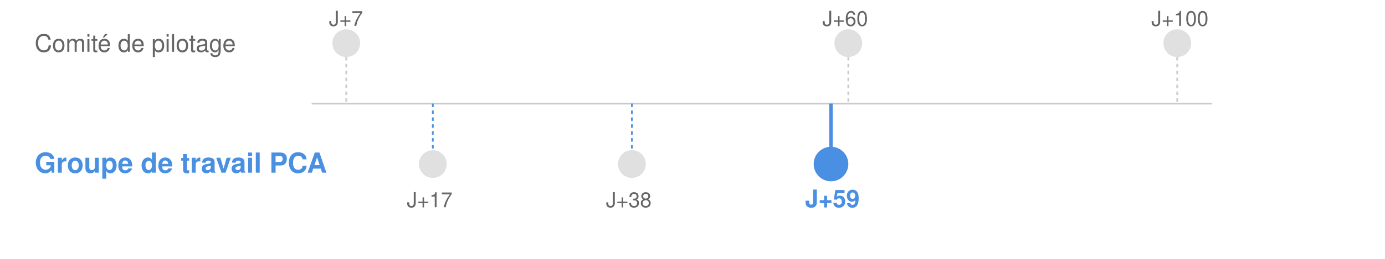 J+7 J+60 J+100
Comité de pilotage
Groupe de travail PCA
J+17 J+38 J+59